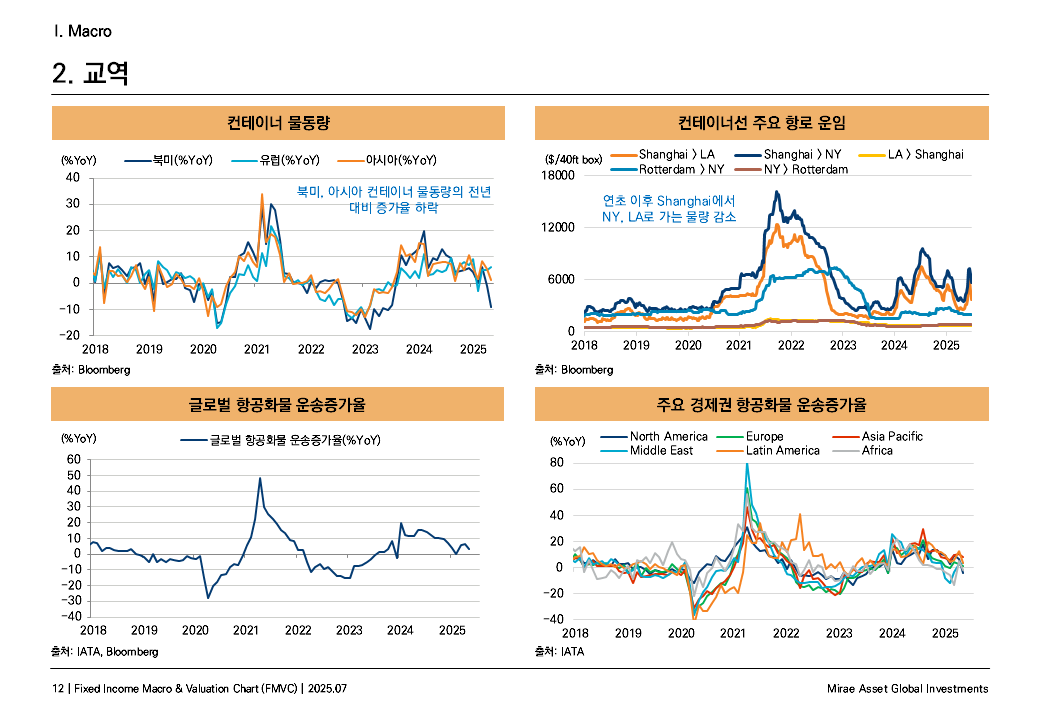 I. Macro
2. 교역
컨테이너 물동량
(%YoY) 북미(%YoY) 유럽(%YoY) 아시아(%YoY)
북미, 아시아 컨테이너 물동량의 전년
대비 증가율 하락
40
30
20
10
0
−10
−20
2018 2019 2020 2021 2022 2023 2024 2025
출처: Bloomberg
컨테이너선 주요 항로 운임
($/40ft box) Shanghai > LA Shanghai > NY LA > Shanghai
Rotterdam > NY NY > Rotterdam
연초 이후 Shanghai에서
NY, LA로 가는 물량 감소
18000
12000
6000
0
2018 2019 2020 2021 2022 2023 2024 2025
출처: Bloomberg
글로벌 항공화물 운송증가율
(%YoY) 글로벌 항공화물 운송증가율(%YoY)
60
50
40
30
20
10
0
−10
−20
−30
−40
2018 2019 2020 2021 2022 2023 2024 2025
출처: IATA, Bloomberg
주요 경제권 항공화물 운송증가율
(%YoY) North America Europe Asia Pacific
Middle East Latin America Africa
80
60
40
20
0
−20
−40
2018 2019 2020 2021 2022 2023 2024 2025
출처: IATA
12 | Fixed Income Macro & Valuation Chart (FMVC) | 2025.07
Mirae Asset Global Investments